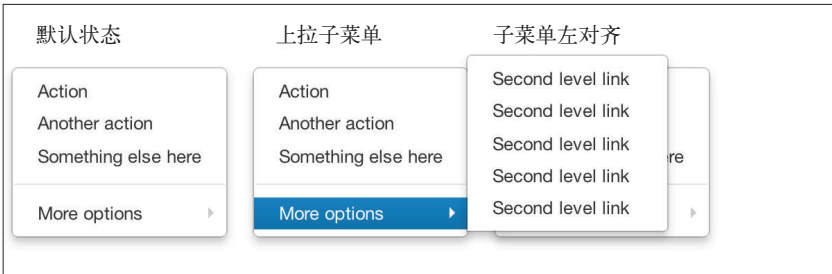 默认状态
上拉子菜单
子菜单左对齐
Action
Another action
Something else here
More options
Action
Another action
Something else here
More options
Second level link
Second level link
Second level link
Second level link
Second level link
re